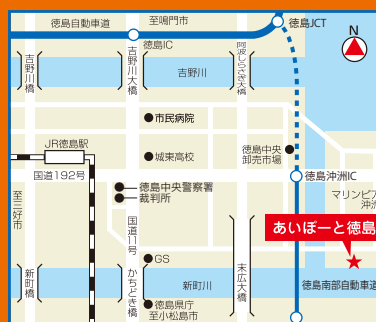 徳島自動車道
至鳴門市
徳島JCT
徳島IC
N
吉野川橋
吉野川大橋
吉野川
阿波しらさぎ大橋
市民病院
JR徳島駅
城東高校
徳島中央
卸売市場
国道192号
徳島中央警察署
裁判所
徳島沖洲IC
至三好市
マリンピア
沖洲
国道11号
あいぽーと徳島
GS
新町橋
かちどき橋
新町川
末広大橋
徳島南部自動車道
徳島県庁
至小松島市